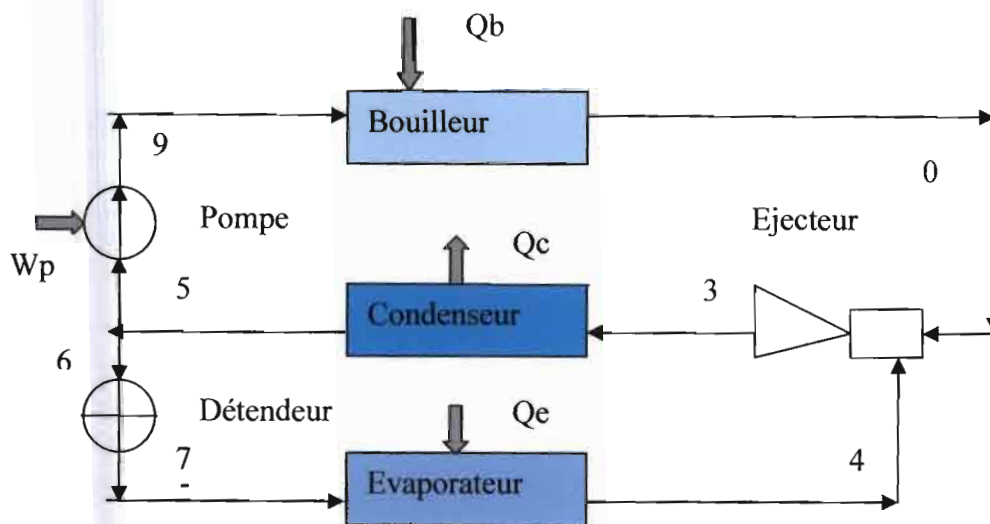 Qb
Bouilleur
9
0
Pompe
Ejecteur
Wp
Qc
5
3
Condenseur
6
Détendeur
Qe
7
4
Evaporateur